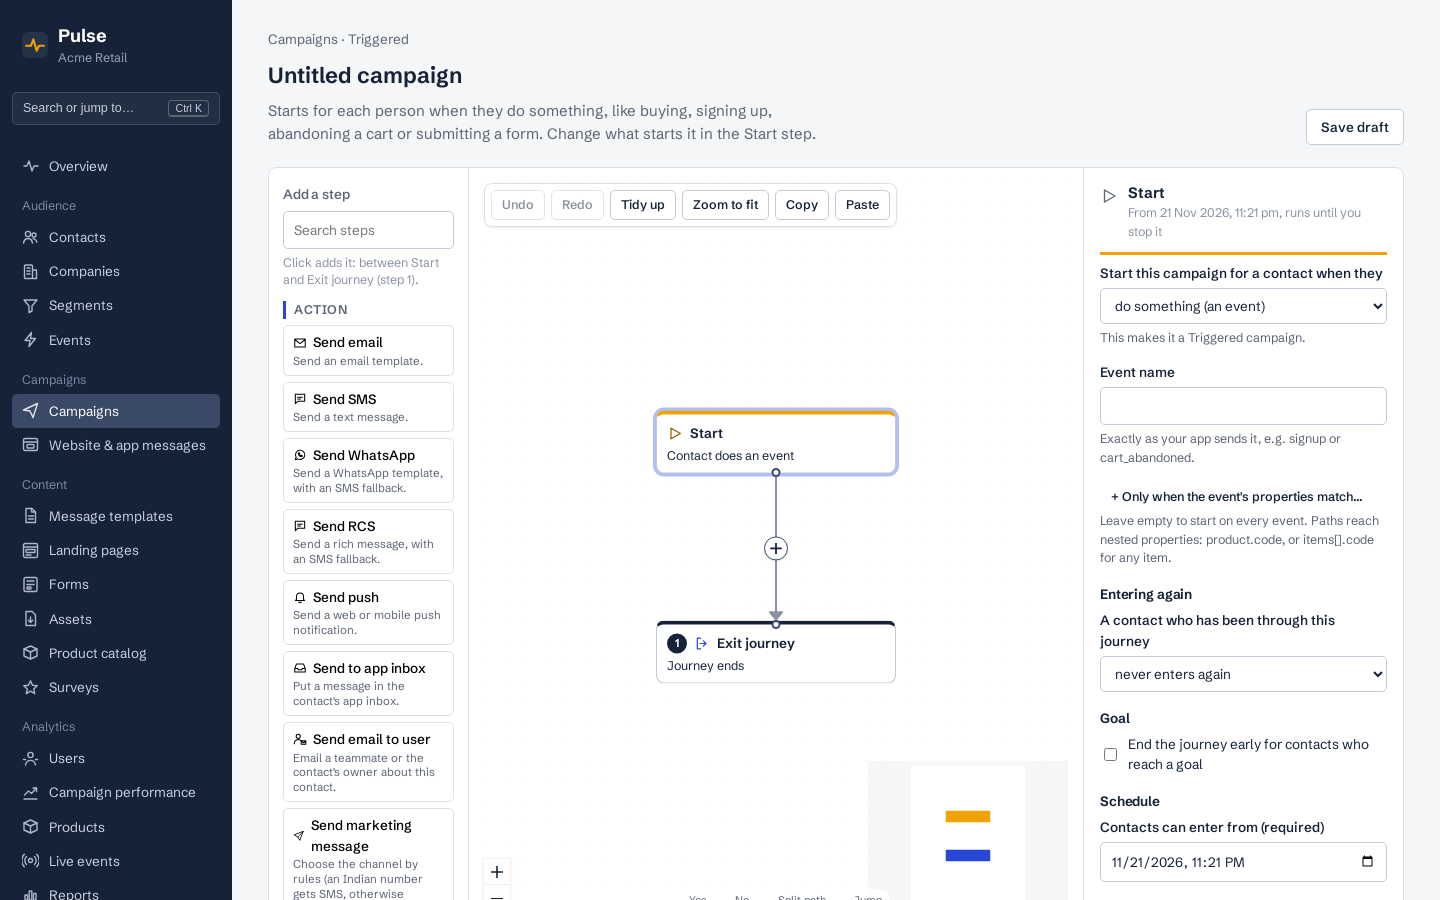 Pulse
Acme Retail
Search or jump to...
Ctrl K
Overview
Audience
Contacts
Companies
Segments
Events
Campaigns
Campaigns
Website & app messages
Content
Message templates
Landing pages
Forms
Assets
Product catalog
Surveys
Analytics
Users
Campaign performance
Products
Live events
Reports
Campaigns · Triggered
Untitled campaign
Starts for each person when they do something, like buying, signing up,
abandoning a cart or submitting a form. Change what starts it in the Start step.
Save draft
Add a step
Search steps
Click adds it: between Start
and Exit journey (step 1).
ACTION
Send email
Send an email template.
Send SMS
Send a text message.
Send WhatsApp
Send a WhatsApp template,
with an SMS fallback.
Send RCS
Send a rich message, with
an SMS fallback.
Send push
Send a web or mobile push
notification.
Send to app inbox
Put a message in the
contact's app inbox.
Send email to user
Email a teammate or the
contact's owner about this
contact.
Send marketing
message
Choose the channel by
rules (an Indian number
gets SMS, otherwise
Undo
Redo
Tidy up
Zoom to fit
Copy
Paste
Start
Contact does an event
1
Exit journey
Journey ends
Yes
No
Split path
Jump
Start
From 21 Nov 2026, 11:21 pm, runs until you
stop it
Start this campaign for a contact when they
do something (an event)
This makes it a Triggered campaign.
Event name
Exactly as your app sends it, e.g. signup or
cart_abandoned.
+ Only when the event's properties match...
Leave empty to start on every event. Paths reach
nested properties: product.code, or items[].code
for any item.
Entering again
A contact who has been through this
journey
never enters again
Goal
End the journey early for contacts who
reach a goal
Schedule
Contacts can enter from (required)
11/21/2026, 11:21 PM